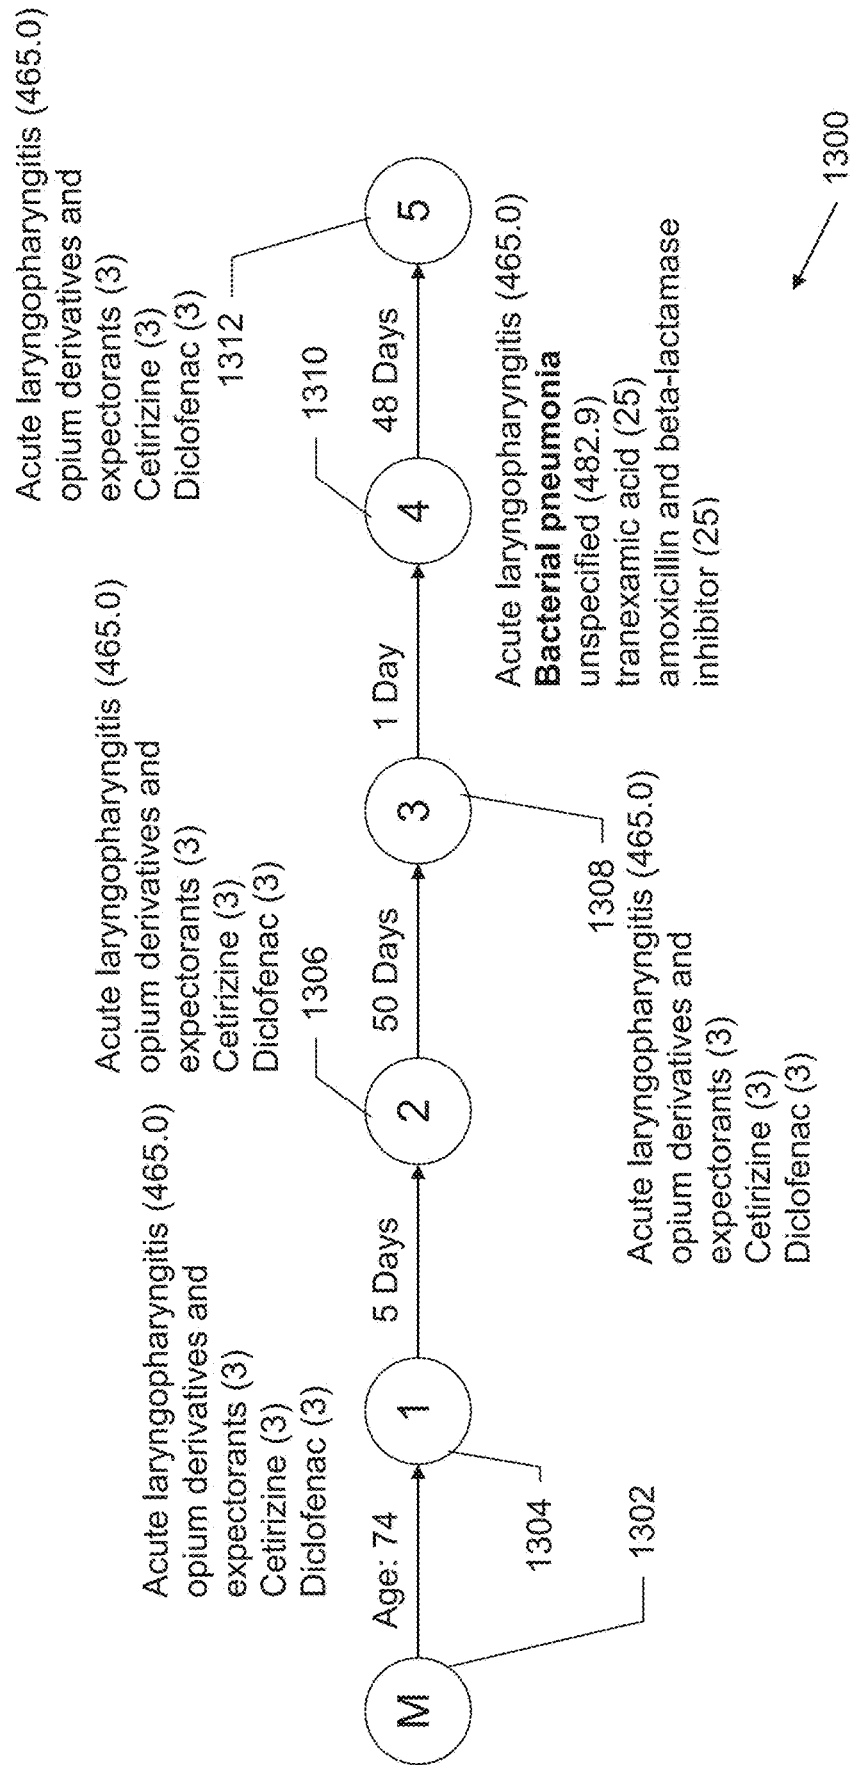 Acute laryngopharyngitis (465.0)
opium derivatives and
expectorants (3)
Cetirizine (3)
Diclofenac (3)
Acute laryngopharyngitis (465.0)
opium derivatives and
expectorants (3)
Cetirizine (3)
Diclofenac (3)
1306
Acute laryngopharyngitis (465.0)
opium derivatives and
expectorants (3)
Cetirizine (3)
Diclofenac (3)
1312
1310
M
Age: 74
1
5 Days
2
50 Days
3
1 Day
4
48 Days
5
1302
1304
1308
Acute laryngopharyngitis (465.0)
opium derivatives and
expectorants (3)
Cetirizine (3)
Diclofenac (3)
Acute laryngopharyngitis (465.0)
Bacterial pneumonia
unspecified (482.9)
tranexamic acid (25)
amoxicillin and beta-lactamase
inhibitor (25)
1300